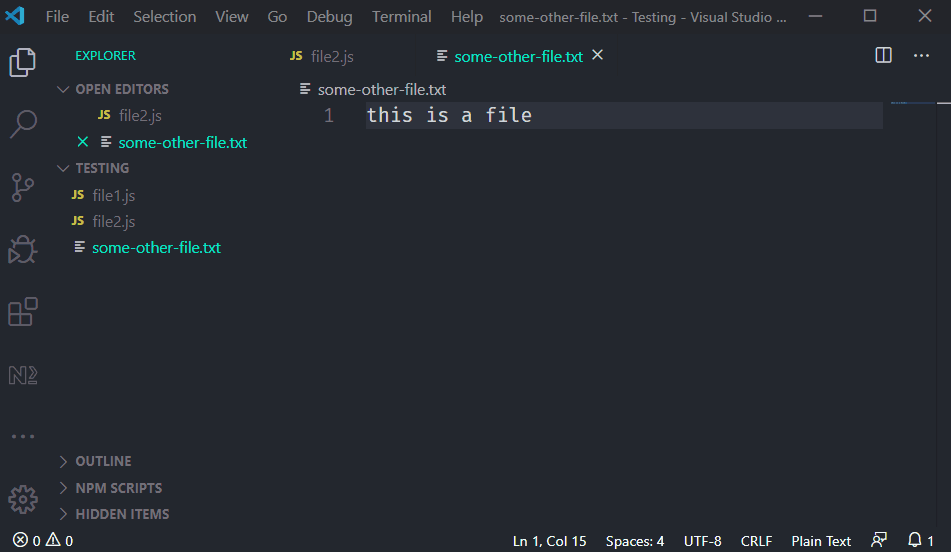 File Edit Selection View Go Debug Terminal Help some-other-file.txt - Testing - Visual Studio ...
EXPLORER
JS file2.js some-other-file.txt
OPEN EDITORS
some-other-file.txt
JS file2.js
1 this is a file
some-other-file.txt
TESTING
JS file1.js
JS file2.js
some-other-file.txt
OUTLINE
NPM SCRIPTS
HIDDEN ITEMS
0 0 Ln 1, Col 15 Spaces: 4 UTF-8 CRLF Plain Text 1